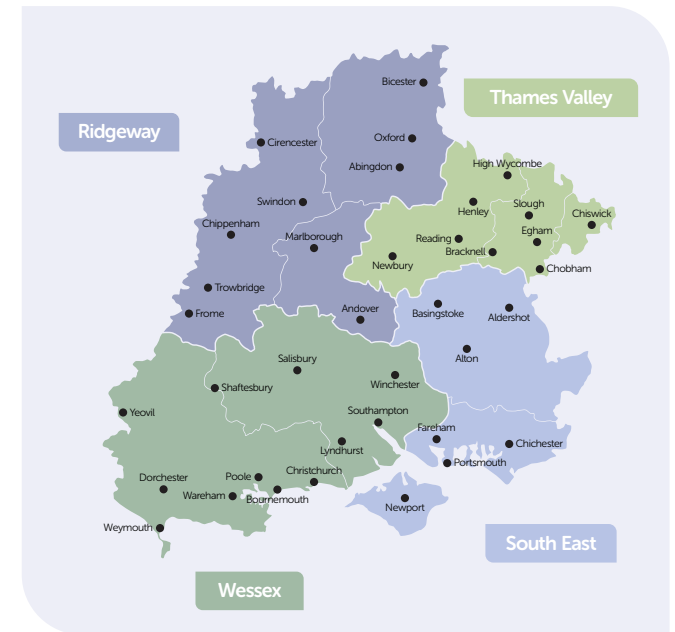 Bicester
Thames Valley
Ridgeway
Oxford
Cirencester
High Wycombe
Abingdon
Swindon
Henley
Slough
Chiswick
Chippenham
Marlborough
Reading
Egham
Bracknell
Newbury
Chobham
Trowbridge
Frome
Andover
Basingstoke
Aldershot
Salisbury
Alton
Shaftesbury
Winchester
Yeovil
Southampton
Fareham
Lyndhurst
Chichester
Portsmouth
Dorchester
Poole
Christchurch
Wareham
Bournemouth
Newport
Weymouth
South East
Wessex